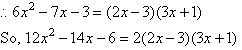 ∴ 6x² − 7x − 3 = (2x − 3)(3x + 1)
So, 12x² − 14x − 6 = 2(2x − 3)(3x + 1)